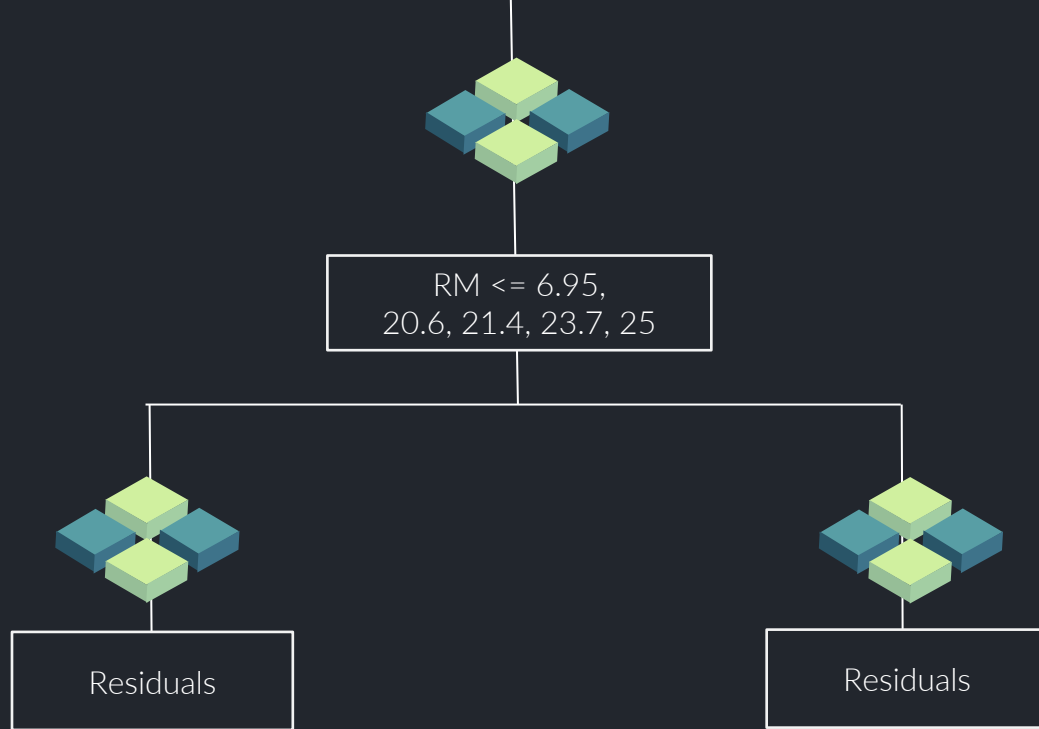 RM <= 6.95,
20.6, 21.4, 23.7, 25
Residuals
Residuals